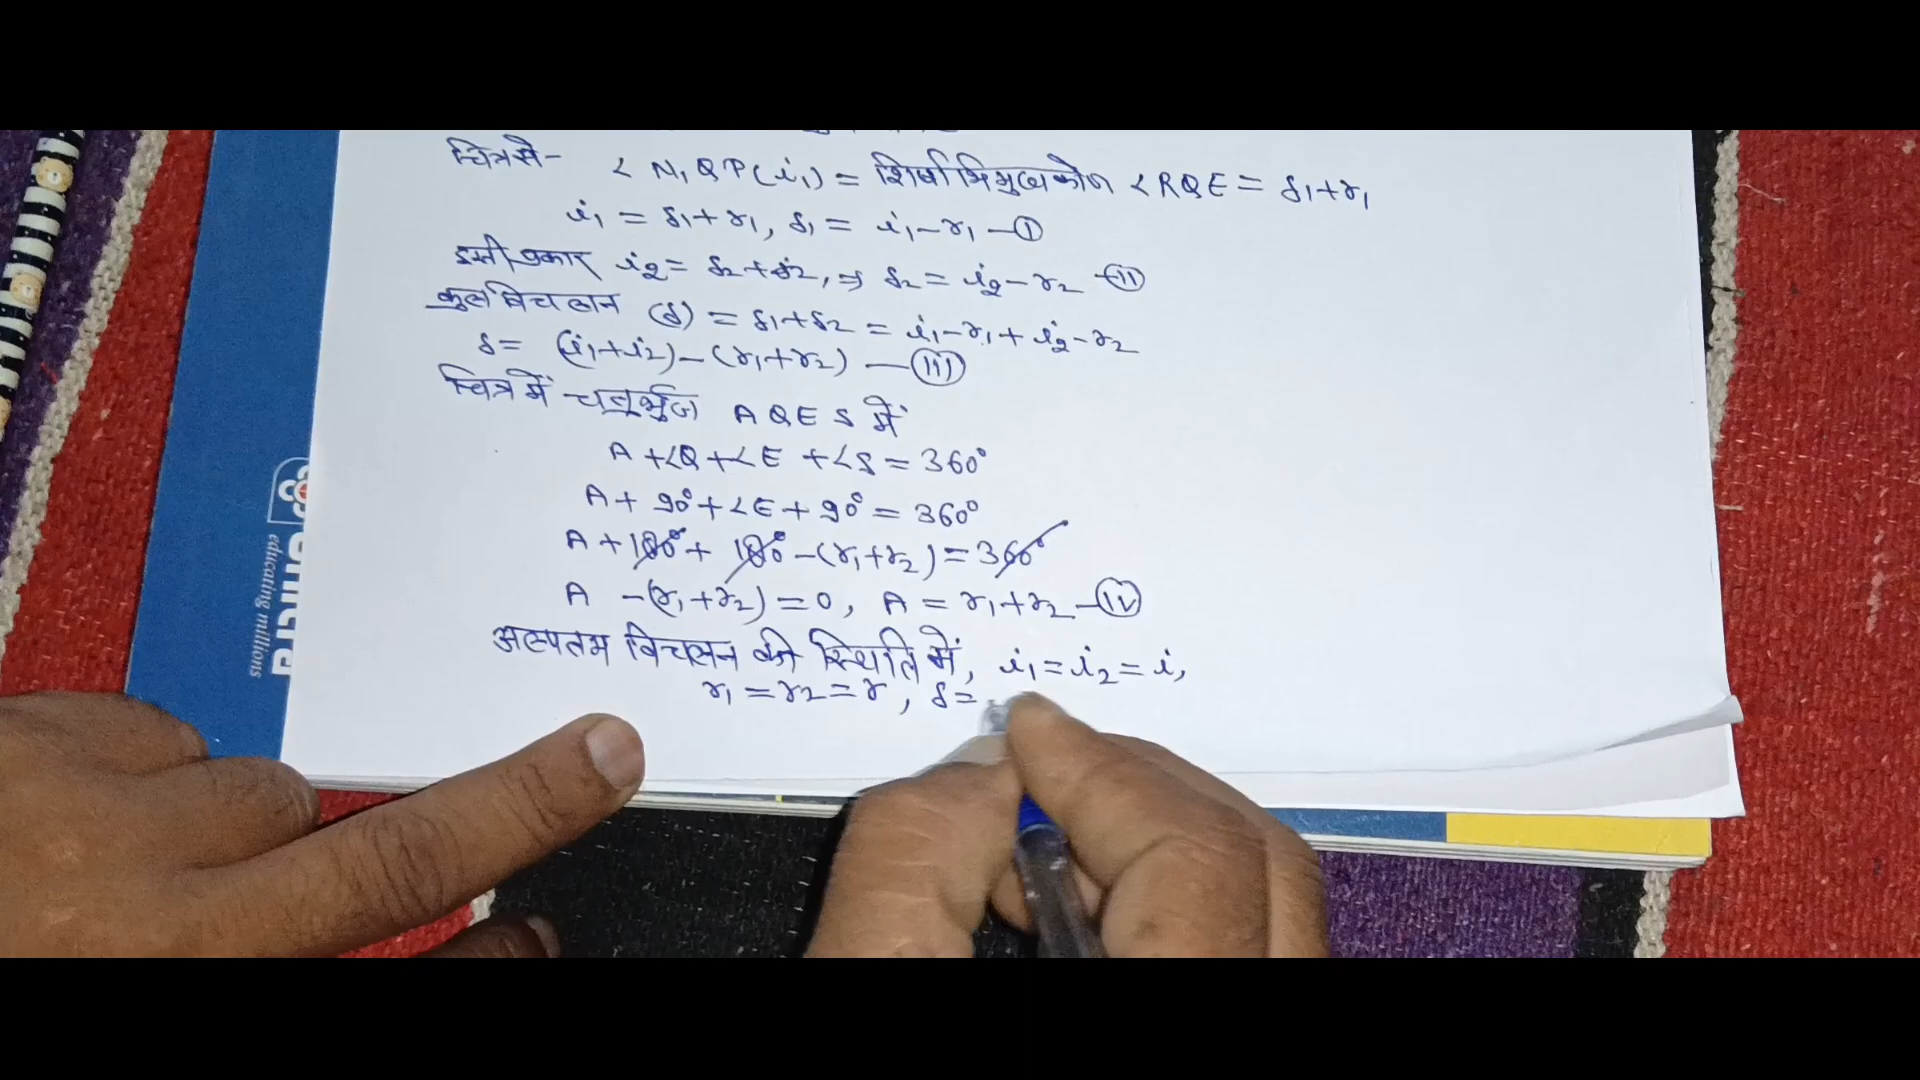 चित्र से- < N₁QP(i₁) = शिर्षाभिमुख कोण < RQE = δ₁+r₁
i₁ = δ₁+r₁, δ₁ = i₁-r₁ —(I)
इसी प्रकार i₂ = δ₂+r₂, ⇒ δ₂ = i₂-r₂ —(II)
कुल विचलन (δ) = δ₁+δ₂ = i₁-r₁+i₂-r₂
δ = (i₁+i₂)-(r₁+r₂) —(III)
चित्र में चतुर्भुज AQES में
A+<Q+<E+<S = 360°
A+90°+<E+90° = 360°
A+180°+180°-(r₁+r₂) = 360°
A -(r₁+r₂) = 0, A = r₁+r₂ —(IV)
अल्पतम विचलन की स्थिति में, i₁=i₂=i,
r₁=r₂=r, δ=
educating millions